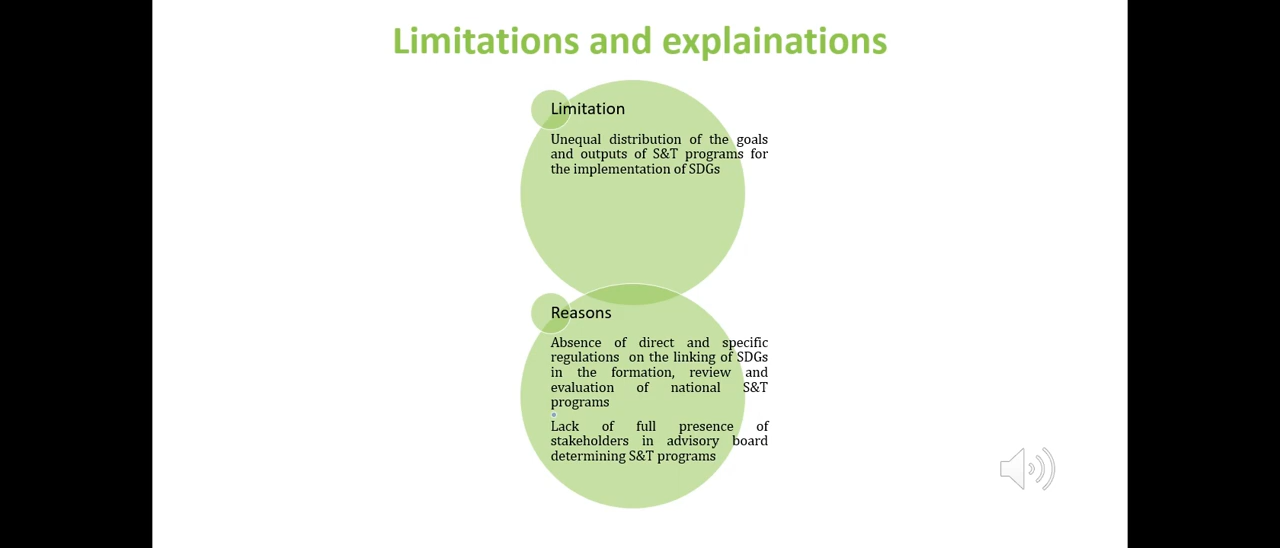 Limitations and explainations
Limitation
Unequal distribution of the goals
and outputs of S&T programs for
the implementation of SDGs
Reasons
Absence of direct and specific
regulations on the linking of SDGs
in the formation, review and
evaluation of national S&T
programs
Lack of full presence of
stakeholders in advisory board
determining S&T programs